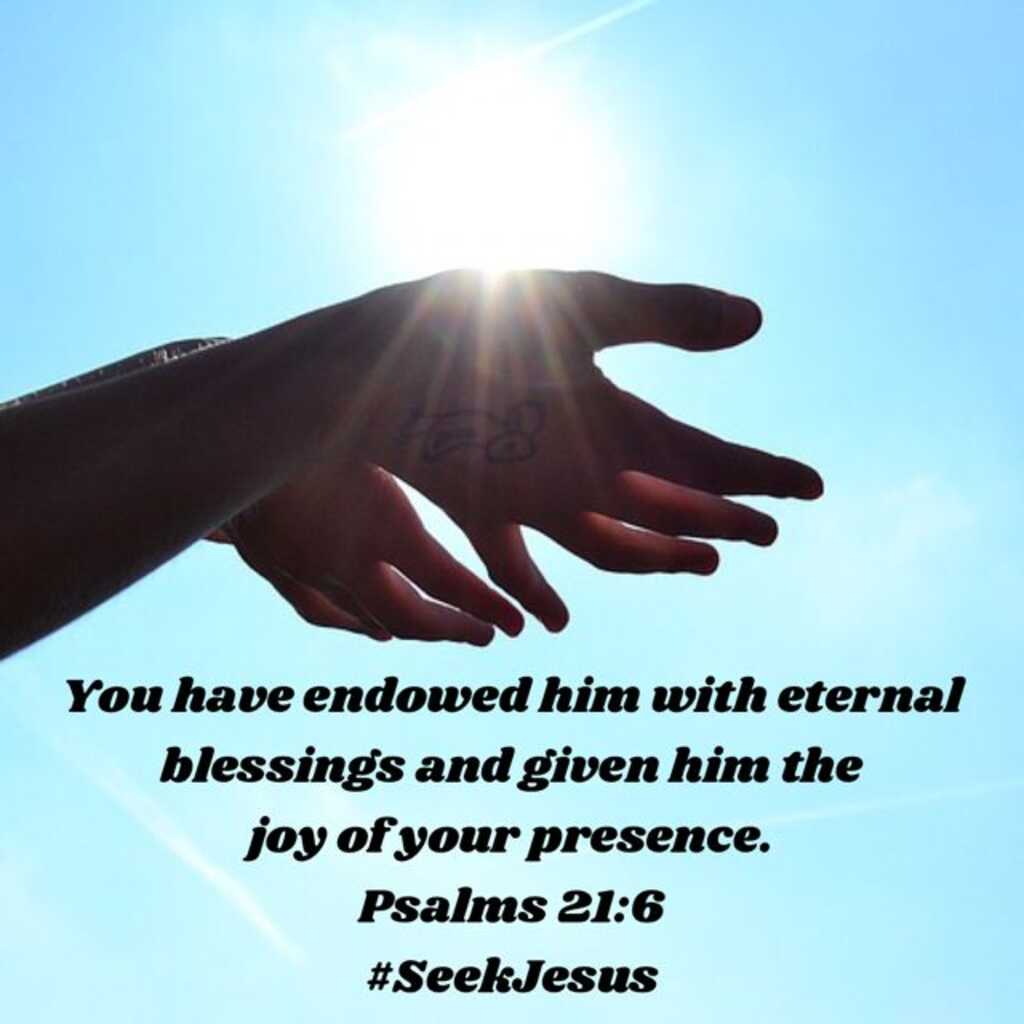 You have endowed him with eternal
blessings and given him the
joy of your presence.
Psalms 21:6
#SeekJesus